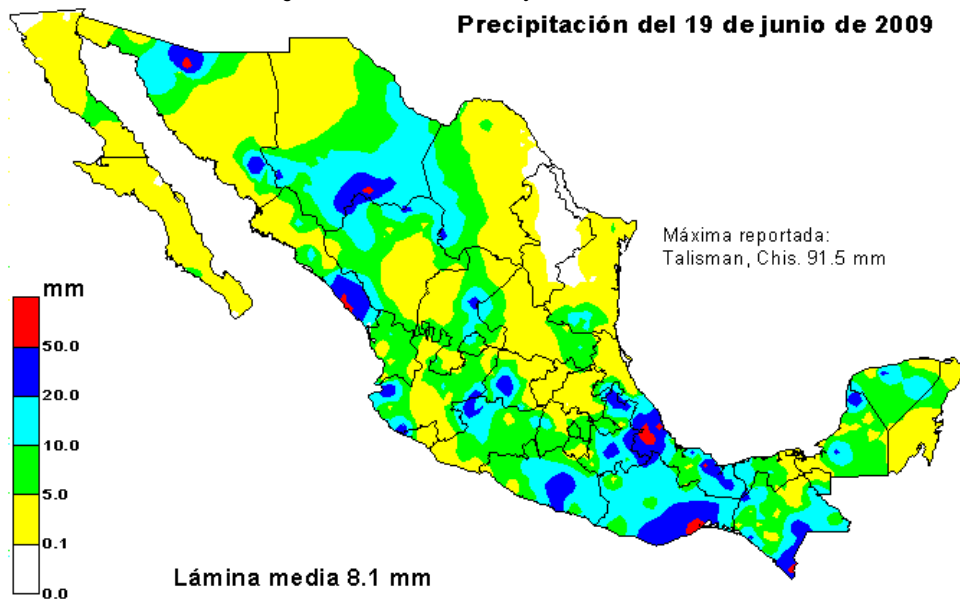 Precipitación del 19 de junio de 2009
Máxima reportada:
Talisman, Chis. 91.5 mm
mm
50.0
20.0
10.0
5.0
0.1
0.0
Lámina media 8.1 mm